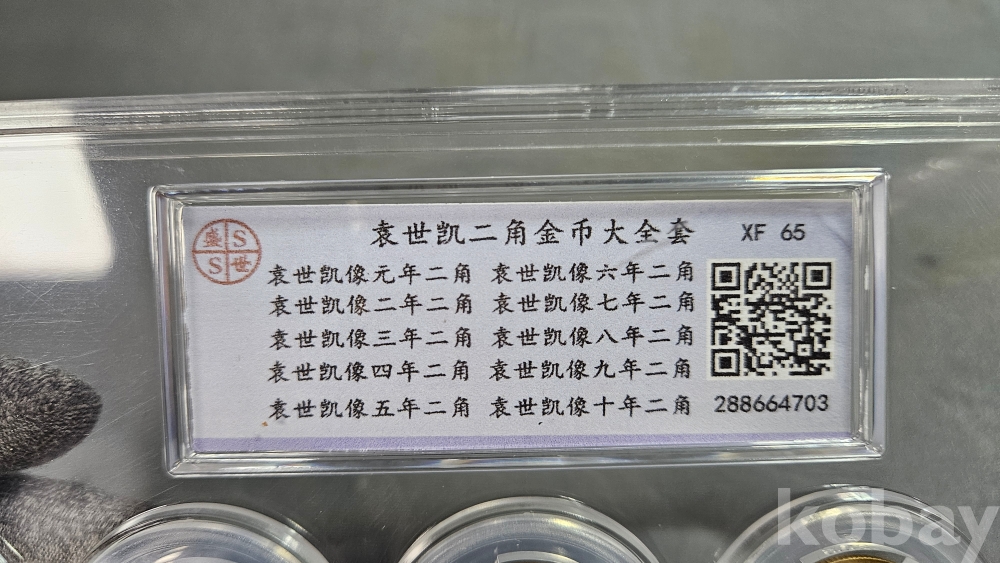 盛S
S世
袁世凯二角金币大全套 XF 65
袁世凯像元年二角 袁世凯像六年二角
袁世凯像二年二角 袁世凯像七年二角
袁世凯像三年二角 袁世凯像八年二角
袁世凯像四年二角 袁世凯像九年二角
袁世凯像五年二角 袁世凯像十年二角
288664703
kobay